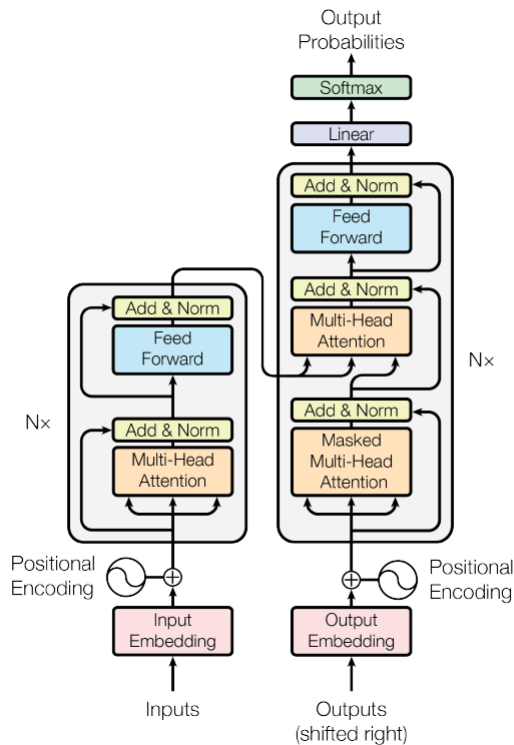 Output
Probabilities
Softmax
Linear
Add & Norm
Feed
Forward
Add & Norm
Multi-Head
Attention
Add & Norm
Masked
Multi-Head
Attention
N×
Add & Norm
Feed
Forward
Add & Norm
Multi-Head
Attention
N×
Positional
Encoding
Positional
Encoding
Input
Embedding
Output
Embedding
Inputs
Outputs
(shifted right)